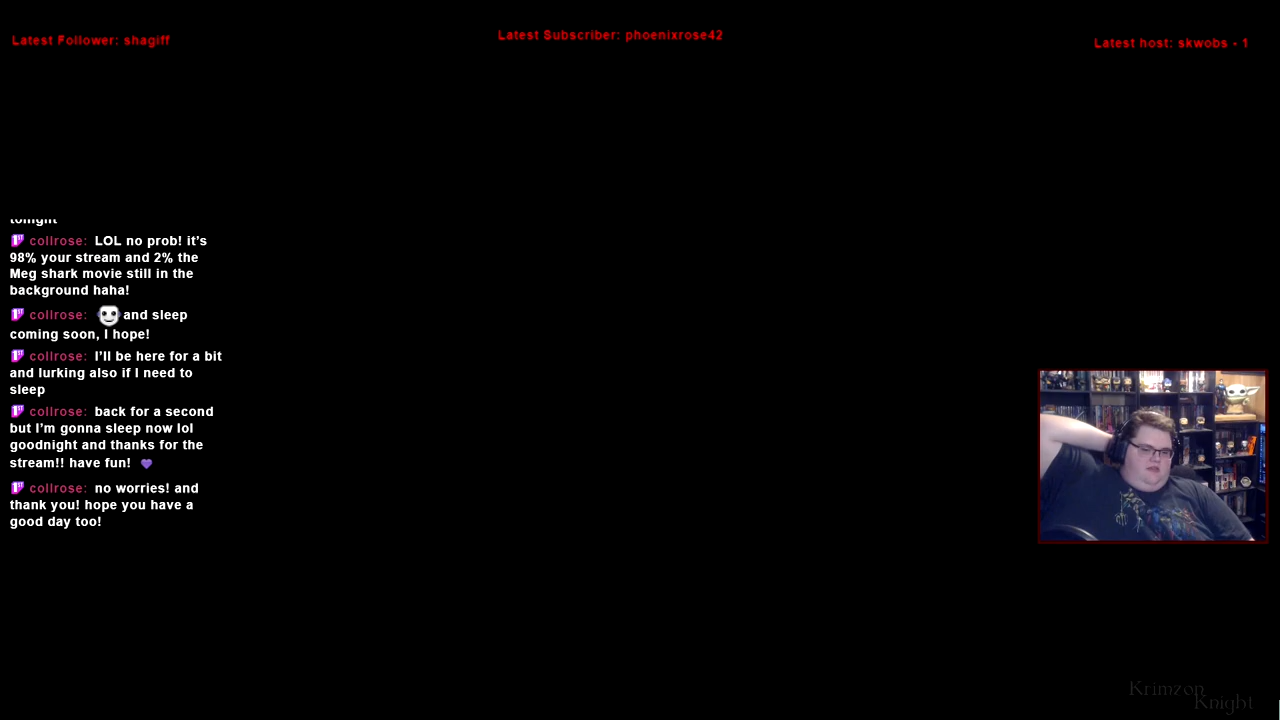 Latest Follower: shagiff
Latest Subscriber: phoenixrose42
Latest host: skwobs - 1
tonight
collrose: LOL no prob! it's
98% your stream and 2% the
Meg shark movie still in the
background haha!
collrose: and sleep
coming soon, I hope!
collrose: I'll be here for a bit
and lurking also if I need to
sleep
collrose: back for a second
but I'm gonna sleep now lol
goodnight and thanks for the
stream!! have fun!
collrose: no worries! and
thank you! hope you have a
good day too!
Krimzon
Knight